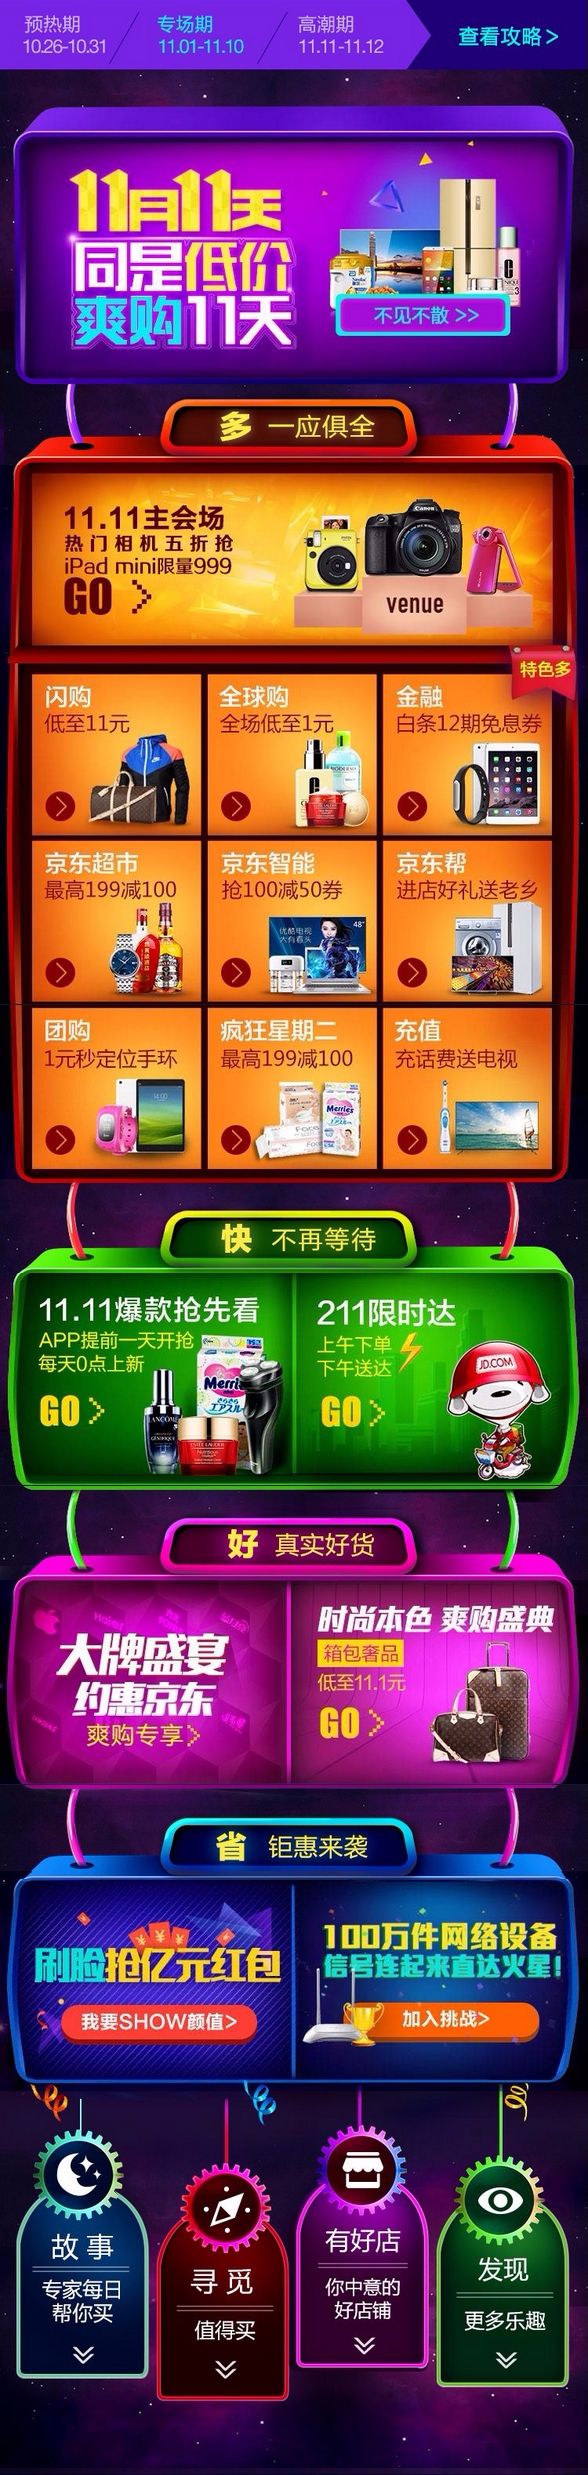 预热期
10.26-10.31
专场期
11.01-11.10
高潮期
11.11-11.12
查看攻略>
11月11天
同是低价
爽购11天
不见不散 >>
多 一应俱全
11.11主会场
热门相机五折抢
iPad mini限量999
GO >
Canon
venue
特色多
闪购
低至11元
全球购
全场低至1元
金融
白条12期免息券
京东超市
最高199减100
京东智能
抢100减50券
优酷电视
大有看头
48"
京东帮
进店好礼送老乡
团购
1元秒定位手环
疯狂星期二
最高199减100
Merries
充值
充话费送电视
快 不再等待
11.11爆款抢先看
APP提前一天开抢
每天0点上新
GO >
Merries
LANCOME
211限时达
上午下单
下午送达
GO >
JD.COM
好 真实好货
大牌盛宴
约惠京东
爽购专享>
时尚本色 爽购盛典
箱包奢品
低至11.1元
GO >
省 钜惠来袭
刷脸抢亿元红包
我要SHOW颜值>
100万件网络设备
信号连起来直达火星!
加入挑战>
故事
专家每日
帮你买
寻觅
值得买
有好店
你中意的
好店铺
发现
更多乐趣